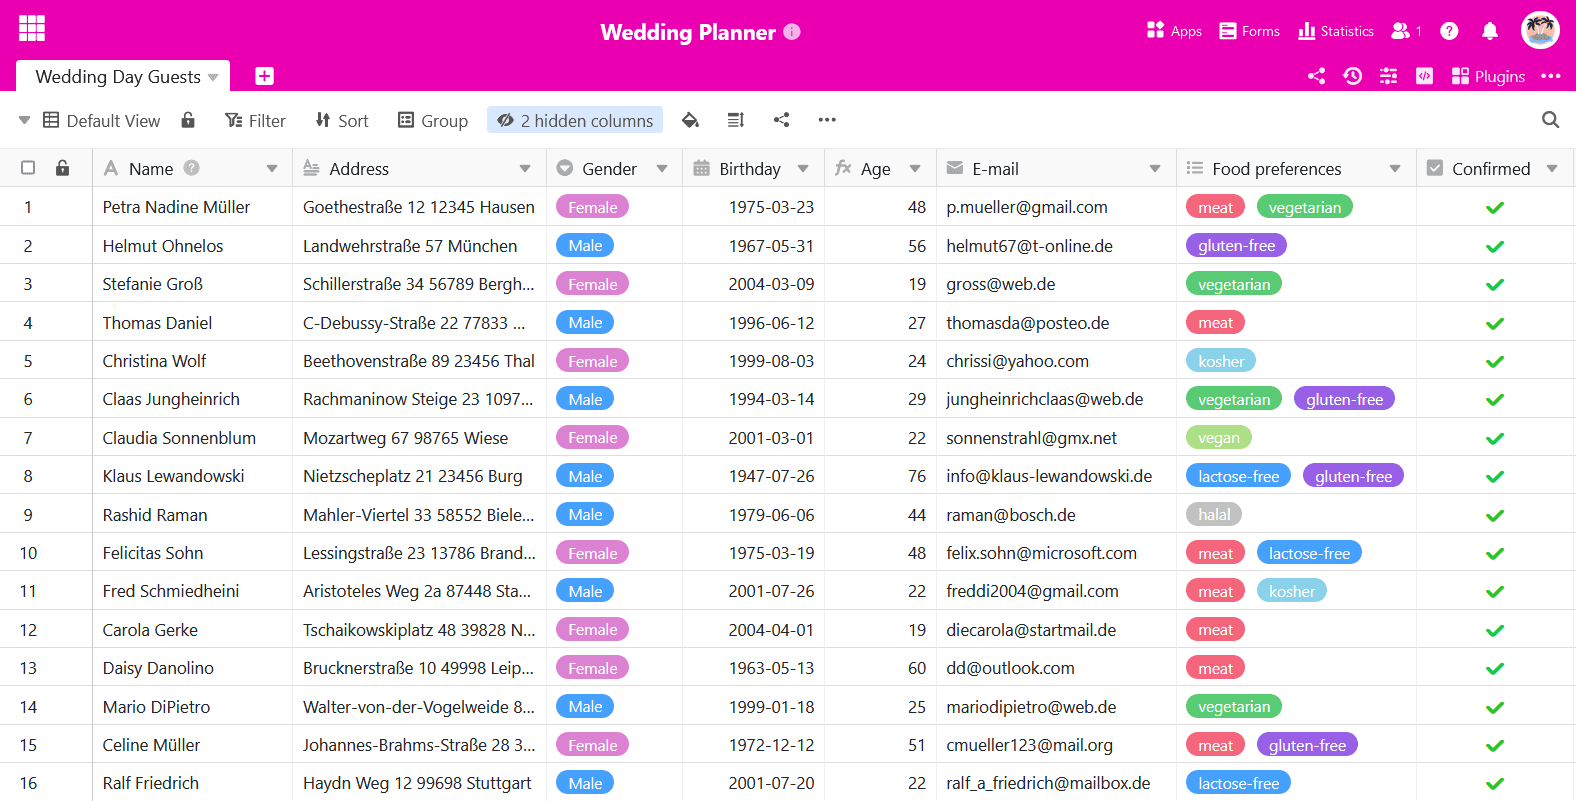 Wedding Planner
Apps Forms Statistics 1
Wedding Day Guests
Plugins
Default View Filter Sort Group 2 hidden columns
Name Address Gender Birthday fx Age E-mail Food preferences Confirmed
1 Petra Nadine Müller Goethestraße 12 12345 Hausen Female 1975-03-23 48 p.mueller@gmail.com meat vegetarian
2 Helmut Ohnelos Landwehrstraße 57 München Male 1967-05-31 56 helmut67@t-online.de gluten-free
3 Stefanie Groß Schillerstraße 34 56789 Bergh... Female 2004-03-09 19 gross@web.de vegetarian
4 Thomas Daniel C-Debussy-Straße 22 77833 ... Male 1996-06-12 27 thomasda@posteo.de meat
5 Christina Wolf Beethovenstraße 89 23456 Thal Female 1999-08-03 24 chrissi@yahoo.com kosher
6 Claas Jungheinrich Rachmaninow Steige 23 1097... Male 1994-03-14 29 jungheinrichclaas@web.de vegetarian gluten-free
7 Claudia Sonnenblum Mozartweg 67 98765 Wiese Female 2001-03-01 22 sonnenstrahl@gmx.net vegan
8 Klaus Lewandowski Nietzscheplatz 21 23456 Burg Male 1947-07-26 76 info@klaus-lewandowski.de lactose-free gluten-free
9 Rashid Raman Mahler-Viertel 33 58552 Biele... Male 1979-06-06 44 raman@bosch.de halal
10 Felicitas Sohn Lessingstraße 23 13786 Brand... Female 1975-03-19 48 felix.sohn@microsoft.com meat lactose-free
11 Fred Schmiedheini Aristoteles Weg 2a 87448 Sta... Male 2001-07-26 22 freddi2004@gmail.com meat kosher
12 Carola Gerke Tschaikowskiplatz 48 39828 N... Female 2004-04-01 19 diecarola@startmail.de meat
13 Daisy Danolino Brucknerstraße 10 49998 Leip... Female 1963-05-13 60 dd@outlook.com meat
14 Mario DiPietro Walter-von-der-Vogelweide 8... Male 1999-01-18 25 mariodipietro@web.de vegetarian
15 Celine Müller Johannes-Brahms-Straße 28 3... Female 1972-12-12 51 cmueller123@mail.org meat gluten-free
16 Ralf Friedrich Haydn Weg 12 99698 Stuttgart Male 2001-07-20 22 ralf_a_friedrich@mailbox.de lactose-free